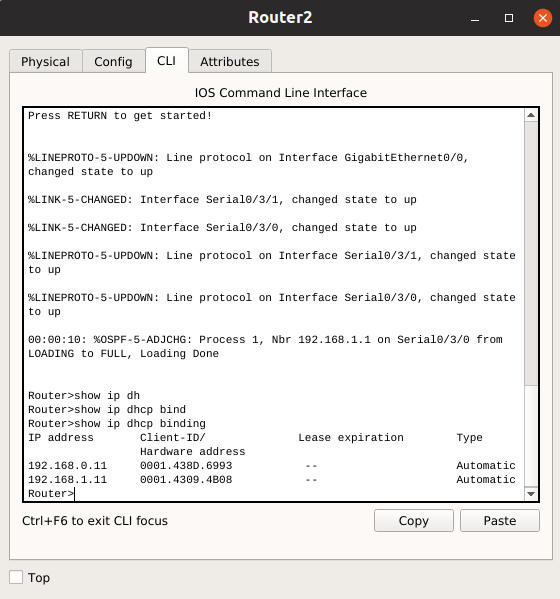 Router2
Physical Config CLI Attributes
IOS Command Line Interface
Press RETURN to get started!
%LINEPROTO-5-UPDOWN: Line protocol on Interface GigabitEthernet0/0,
changed state to up
%LINK-5-CHANGED: Interface Serial0/3/1, changed state to up
%LINK-5-CHANGED: Interface Serial0/3/0, changed state to up
%LINEPROTO-5-UPDOWN: Line protocol on Interface Serial0/3/1, changed state
to up
%LINEPROTO-5-UPDOWN: Line protocol on Interface Serial0/3/0, changed state
to up
00:00:10: %OSPF-5-ADJCHG: Process 1, Nbr 192.168.1.1 on Serial0/3/0 from
LOADING to FULL, Loading Done
Router>show ip dh
Router>show ip dhcp bind
Router>show ip dhcp binding
IP address Client-ID/ Lease expiration Type
Hardware address
192.168.0.11 0001.438D.6993 -- Automatic
192.168.1.11 0001.4309.4B08 -- Automatic
Router>
Ctrl+F6 to exit CLI focus Copy Paste
Top